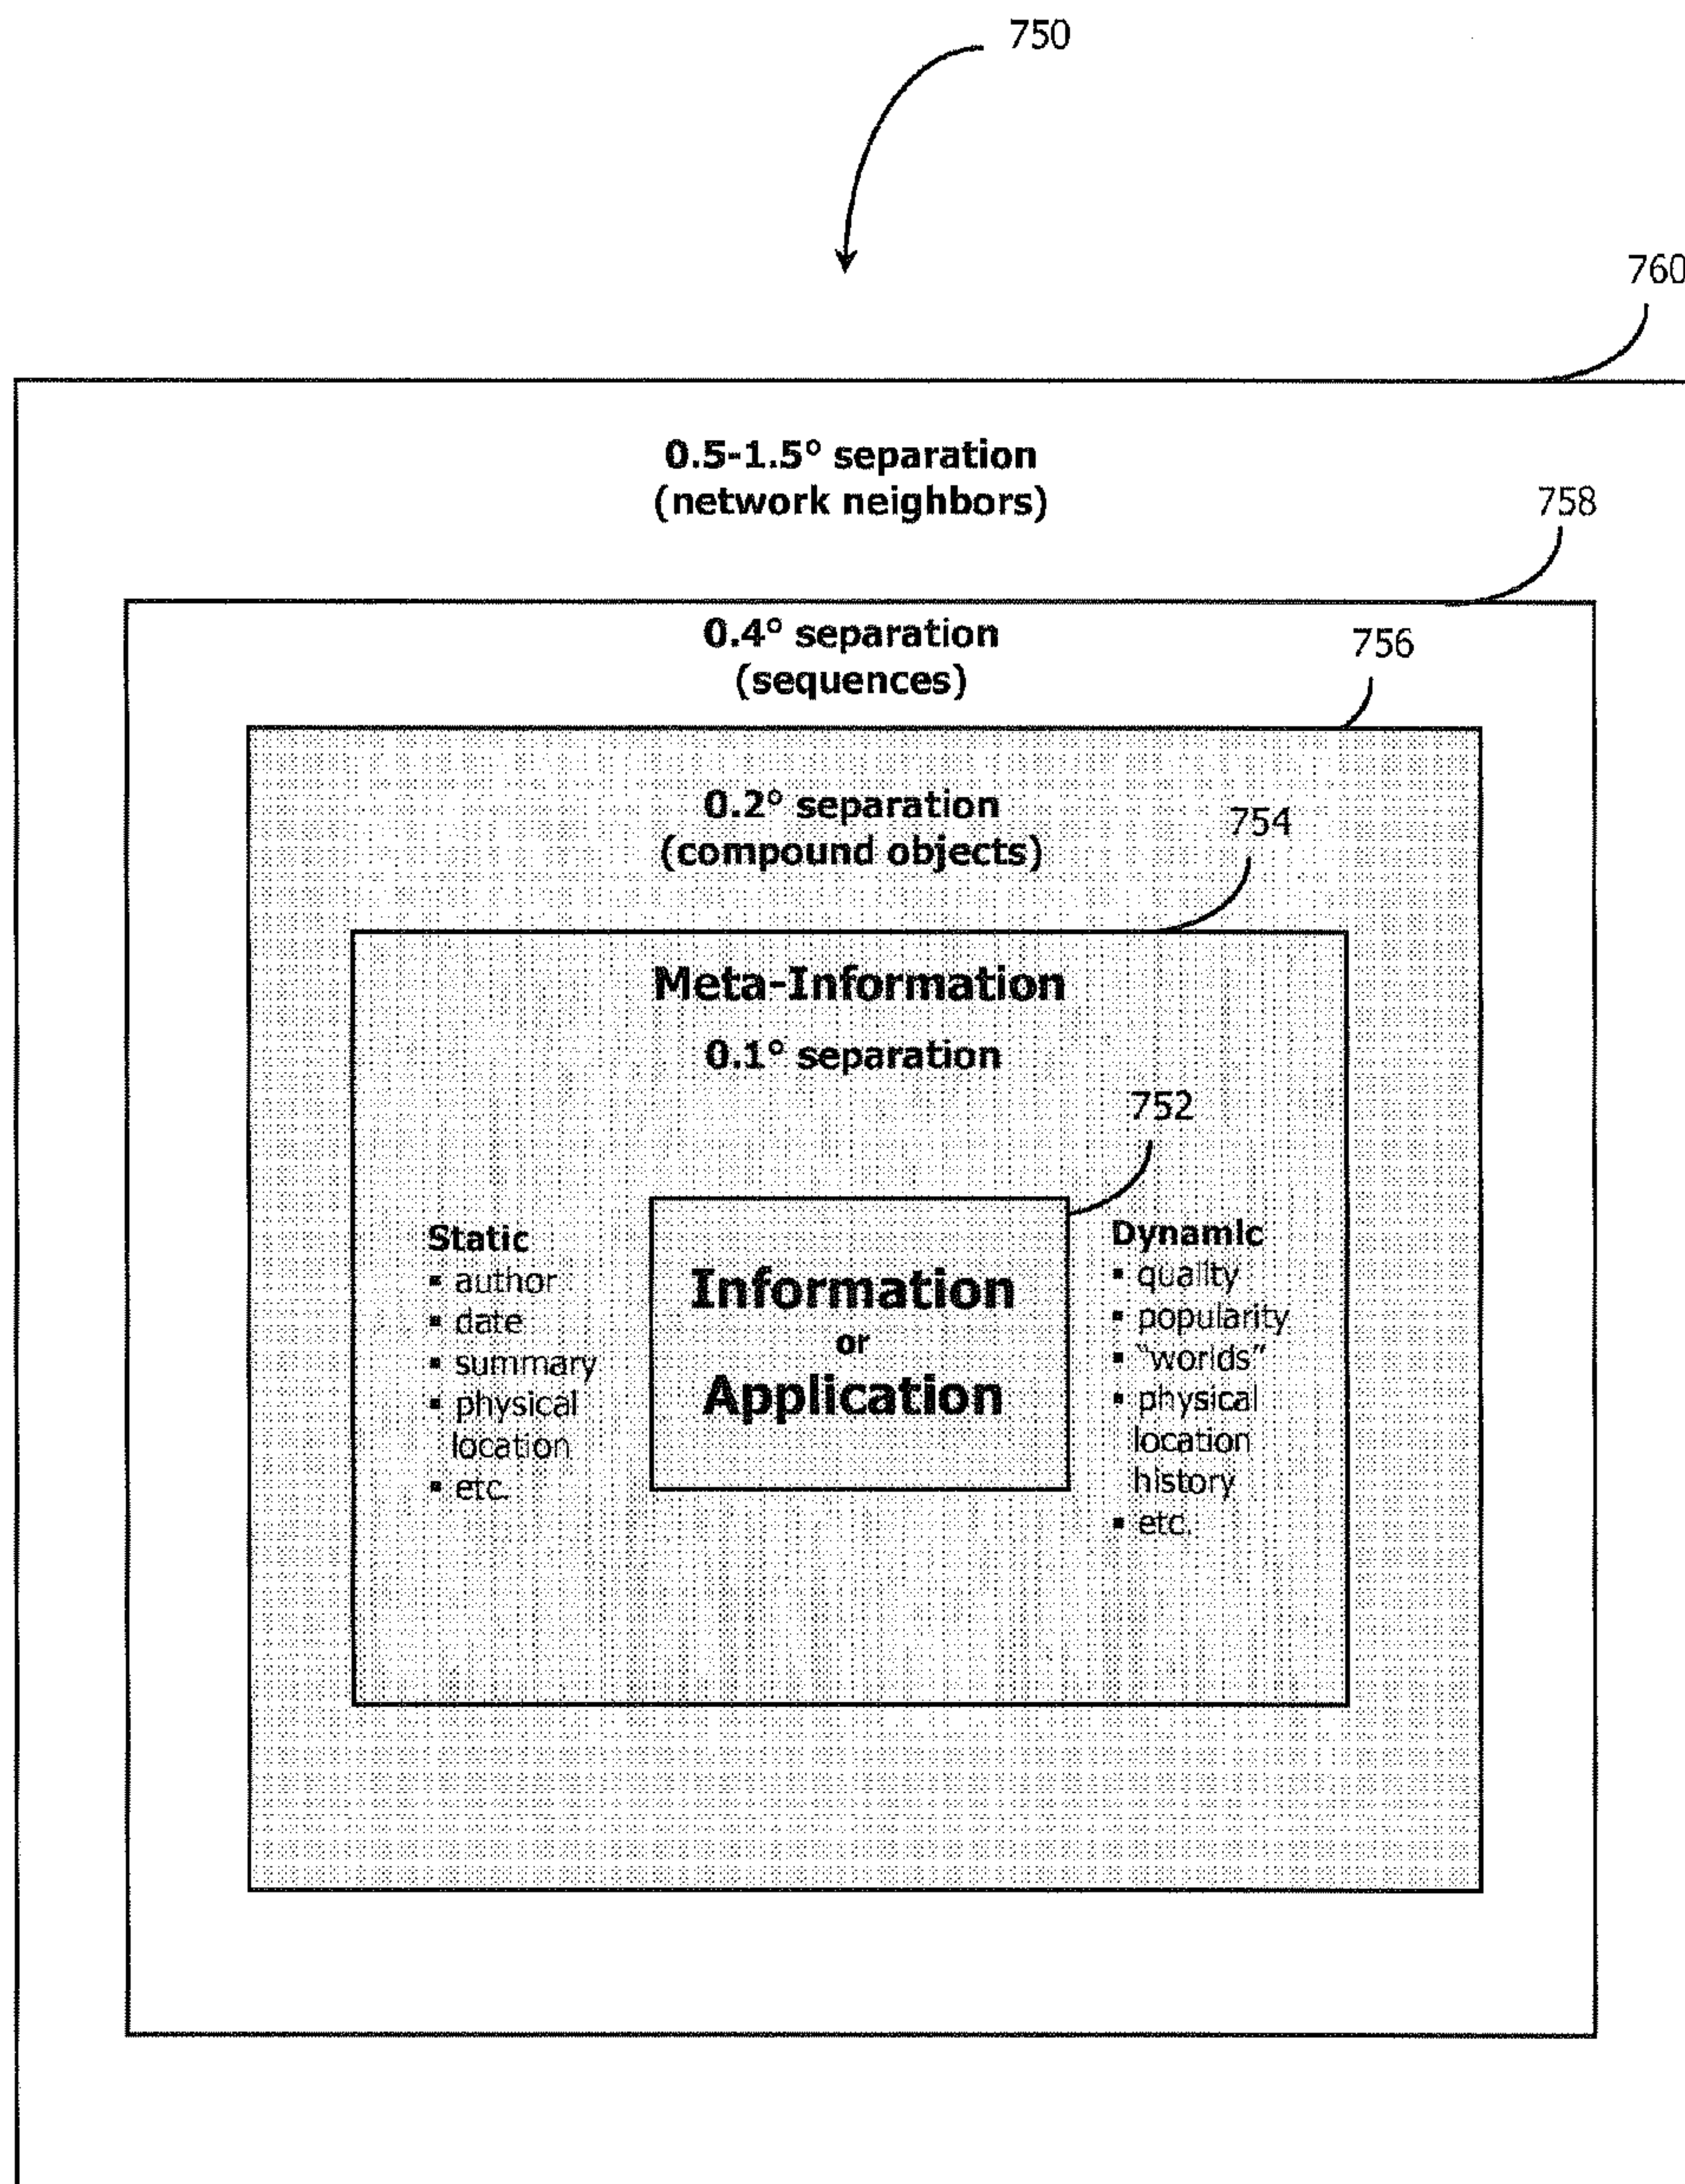 750
760
0.5-1.5° separation
(network neighbors)
758
0.4° separation
(sequences)
756
0.2° separation
(compound objects)
754
Meta-Information
0.1° separation
752
Static
▪ author
▪ date
▪ summary
▪ physical
location
▪ etc.
Information
or
Application
Dynamic
▪ quality
▪ popularity
▪ “worlds”
▪ physical
location
history
▪ etc.